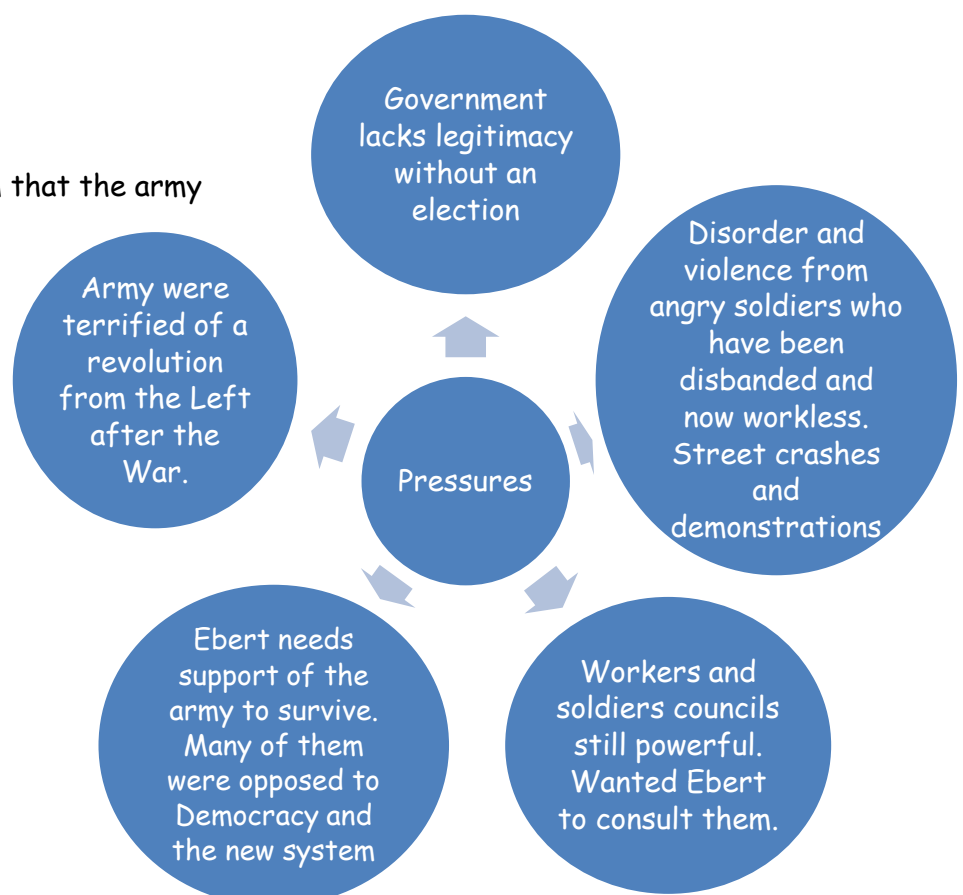 that the army
Government
lacks legitimacy
without an
election
Disorder and
violence from
angry soldiers who
have been
disbanded and
now workless.
Street crashes
and
demonstrations
Army were
terrified of a
revolution
from the Left
after the
War.
Pressures
Ebert needs
support of the
army to survive.
Many of them
were opposed to
Democracy and
the new system
Workers and
soldiers councils
still powerful.
Wanted Ebert
to consult them.